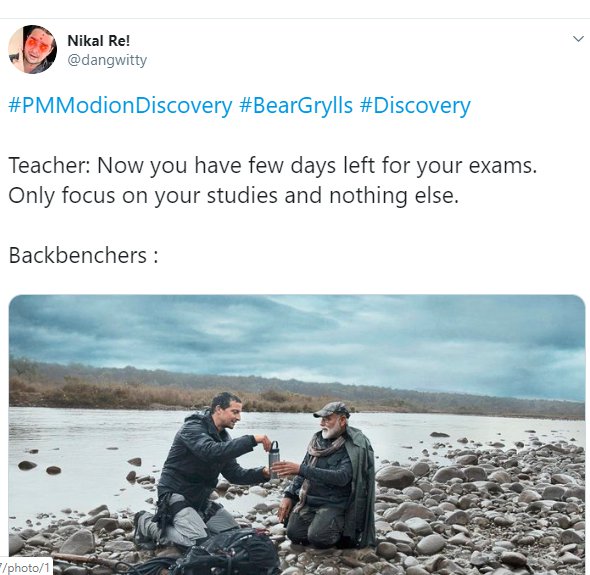 Nikal Re!
@dangwitty
#PMModionDiscovery #BearGrylls #Discovery
Teacher: Now you have few days left for your exams.
Only focus on your studies and nothing else.
Backbenchers :
7/photo/1